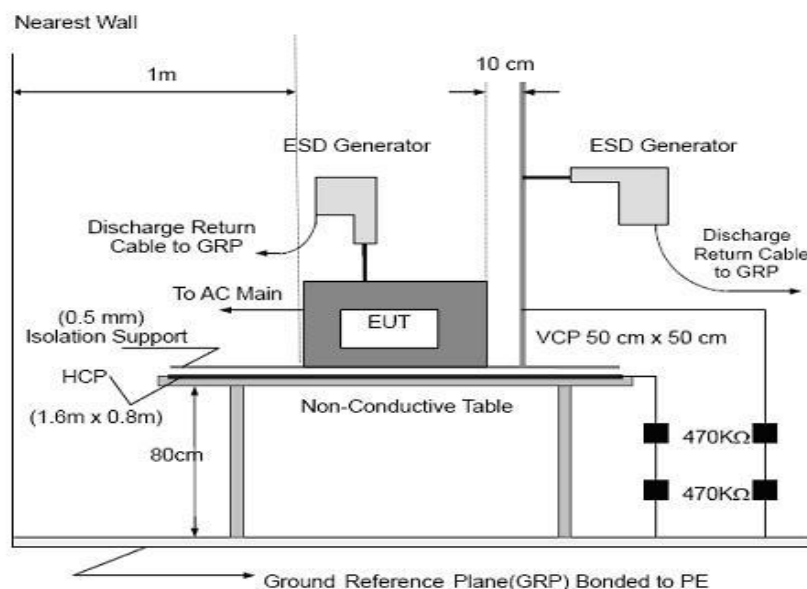 Nearest Wall
1m
10 cm
ESD Generator
ESD Generator
Discharge Return
Cable to GRP
Discharge
Return Cable
to GRP
To AC Main
(0.5 mm)
Isolation Support
EUT
VCP 50 cm x 50 cm
HCP
(1.6m x 0.8m)
Non-Conductive Table
80cm
470KΩ
470KΩ
Ground Reference Plane(GRP) Bonded to PE